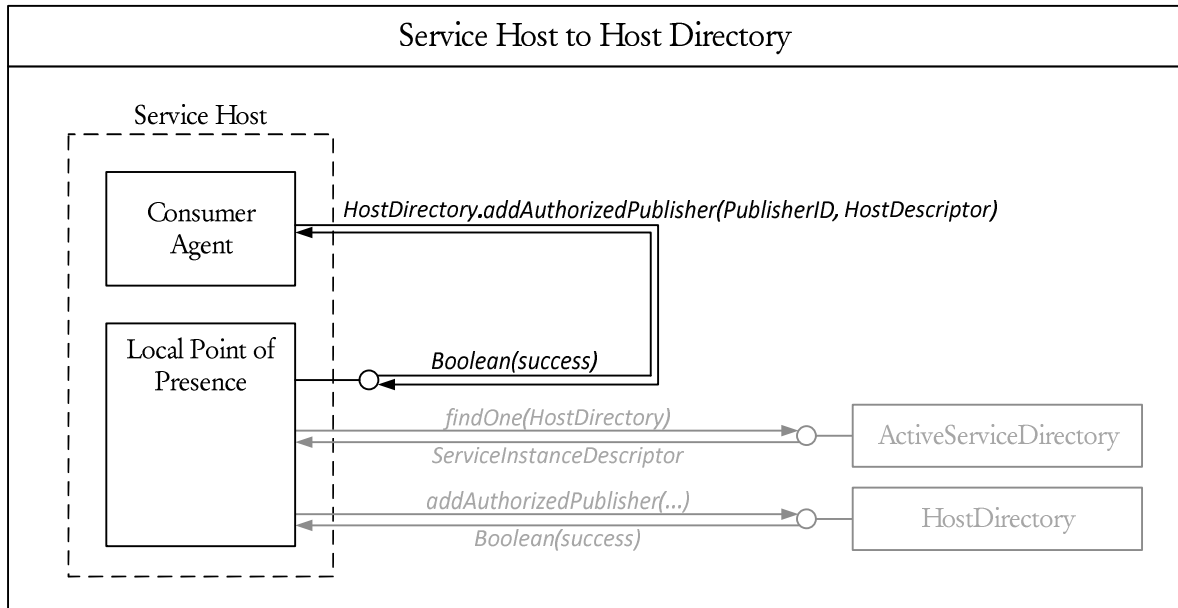 Service Host to Host Directory
Service Host
Consumer
Agent
HostDirectory.addAuthorizedPublisher(PublisherID, HostDescriptor)
Local Point of
Presence
Boolean(success)
findOne(HostDirectory)
ServiceInstanceDescriptor
ActiveServiceDirectory
addAuthorizedPublisher(...)
Boolean(success)
HostDirectory